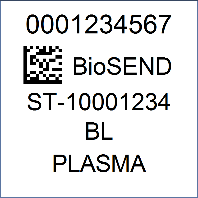 0001234567
BioSEND
ST-10001234
BL
PLASMA